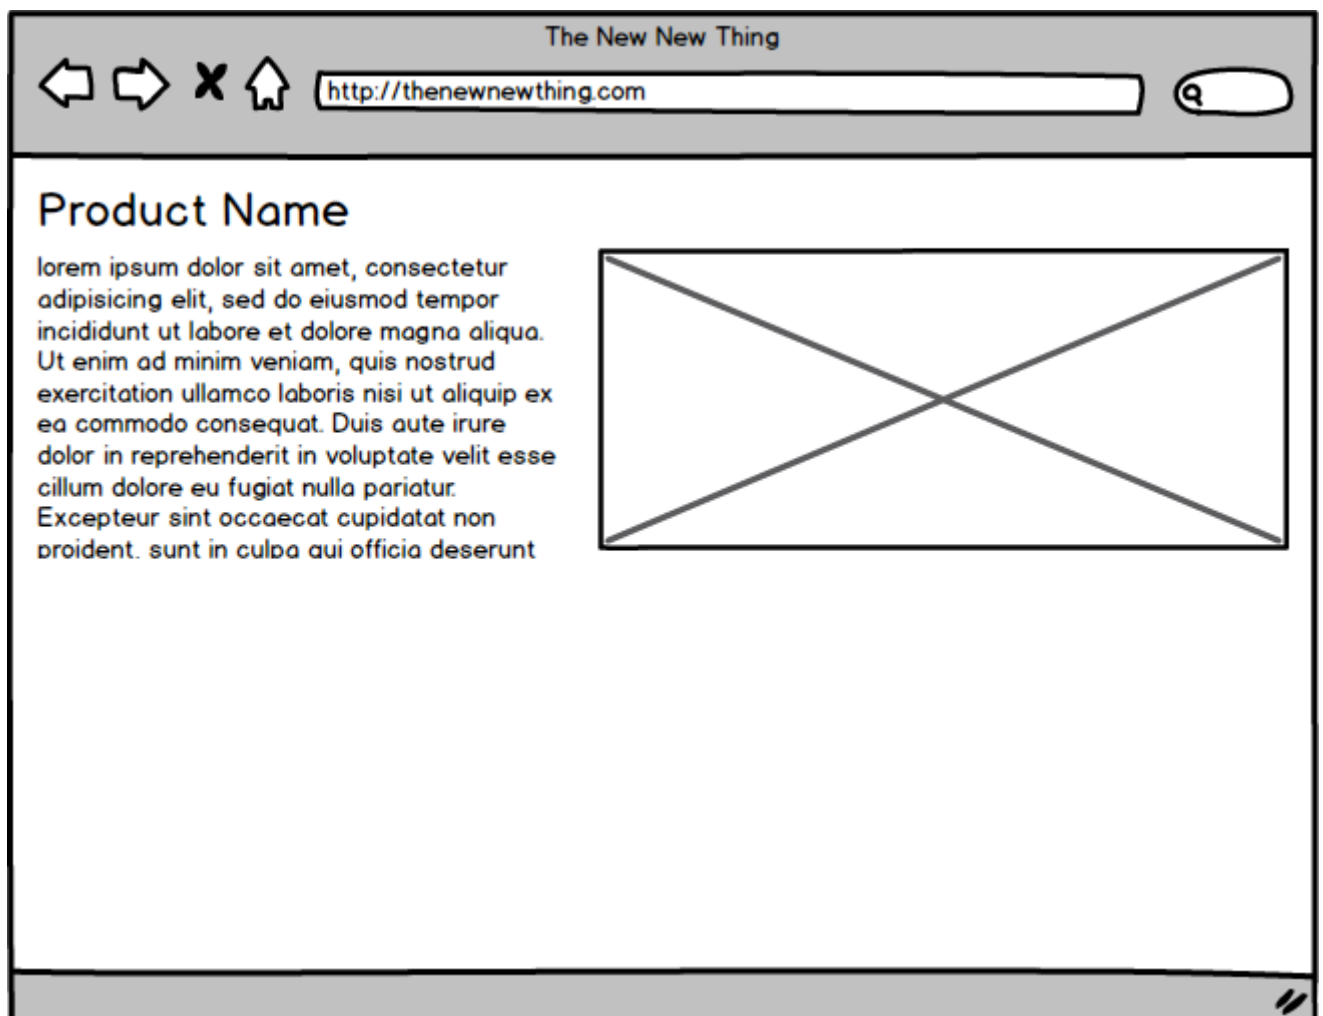 The New New Thing
http://thenewnewthing.com
Product Name
lorem ipsum dolor sit amet, consectetur
adipisicing elit, sed do eiusmod tempor
incididunt ut labore et dolore magna aliqua.
Ut enim ad minim veniam, quis nostrud
exercitation ullamco laboris nisi ut aliquip ex
ea commodo consequat. Duis aute irure
dolor in reprehenderit in voluptate velit esse
cillum dolore eu fugiat nulla pariatur.
Excepteur sint occaecat cupidatat non
proident, sunt in culpa qui officia deserunt